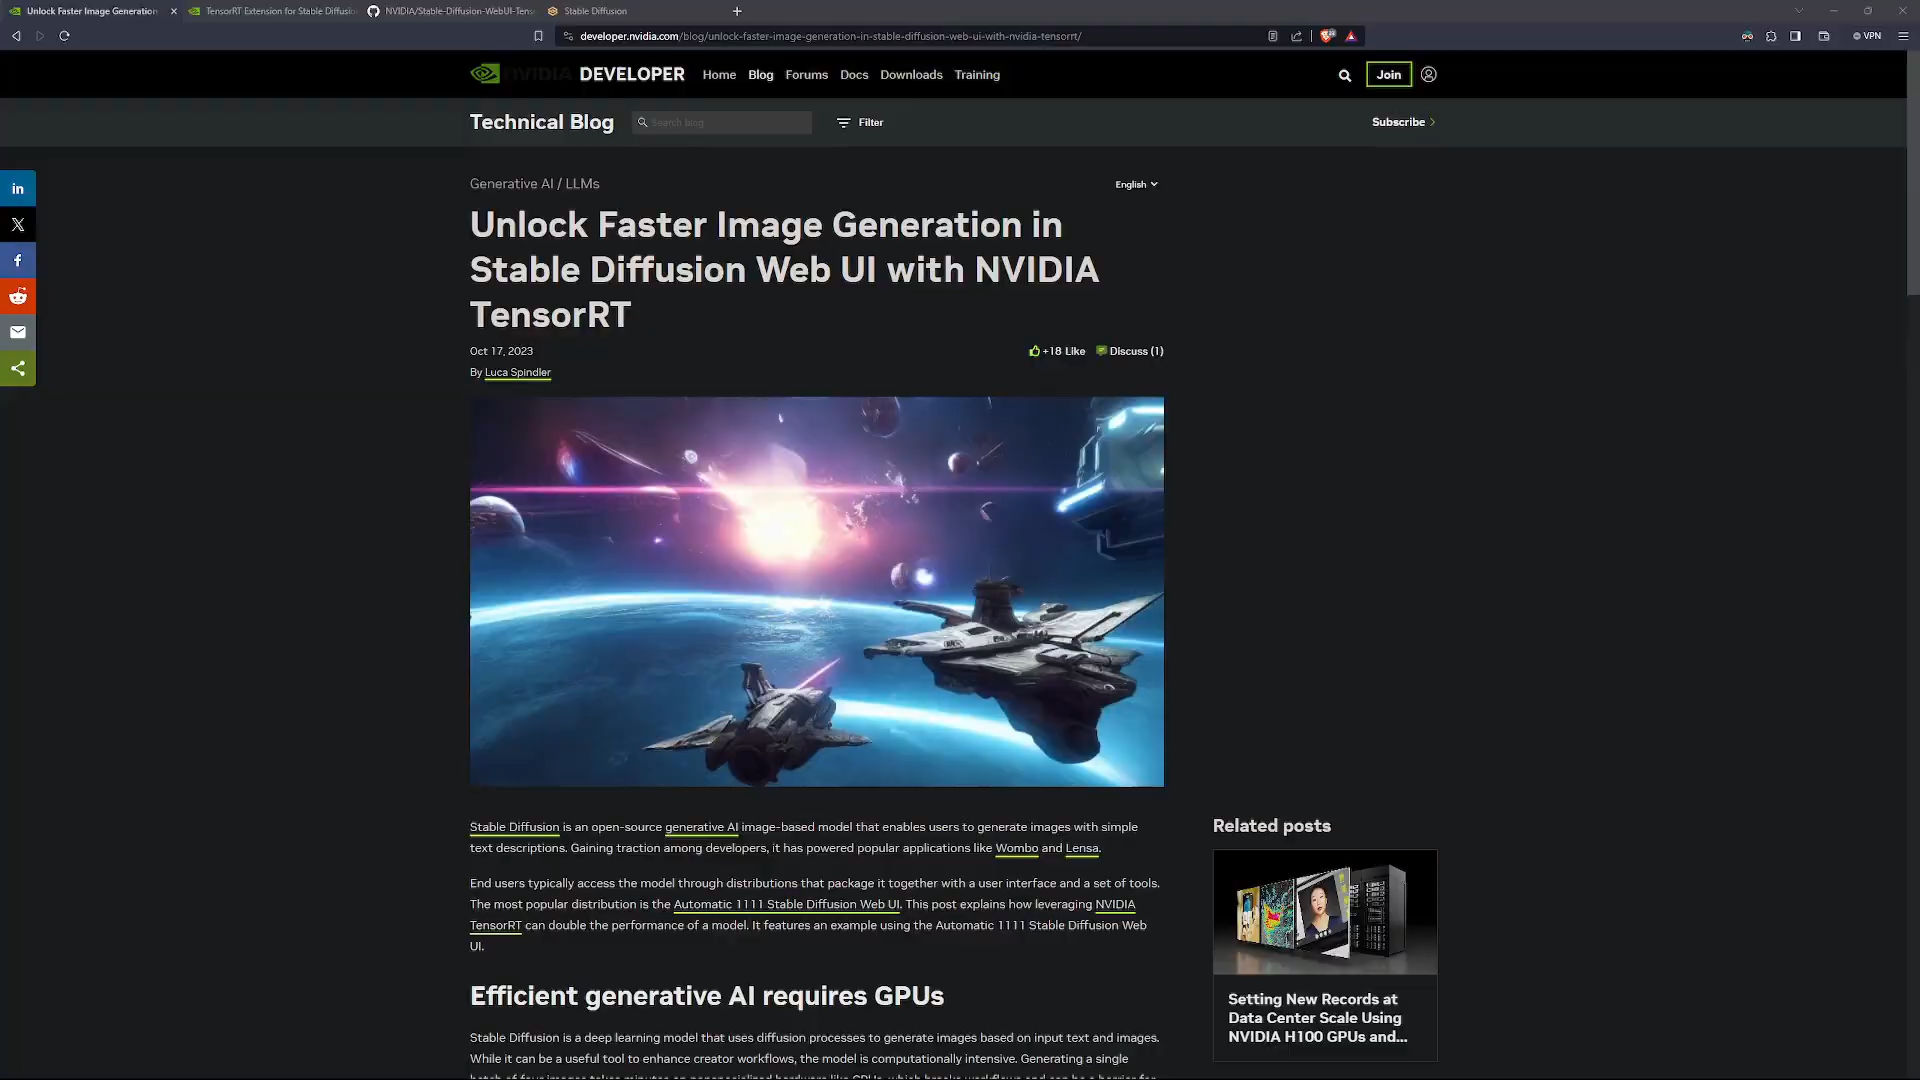 Unlock Faster Image Generation
TensorRT Extension for Stable Diffusio
NVIDIA/Stable-Diffusion-WebUI-Tens
Stable Diffusion
developer.nvidia.com/blog/unlock-faster-image-generation-in-stable-diffusion-web-ui-with-nvidia-tensorrt/
VPN
NVIDIA DEVELOPER Home Blog Forums Docs Downloads Training Join
Technical Blog Search blog Filter Subscribe
in
X
f
Generative AI / LLMs English
Unlock Faster Image Generation in
Stable Diffusion Web UI with NVIDIA
TensorRT
Oct 17, 2023 +18 Like Discuss (1)
By Luca Spindler
Stable Diffusion is an open-source generative AI image-based model that enables users to generate images with simple
text descriptions. Gaining traction among developers, it has powered popular applications like Wombo and Lensa.
End users typically access the model through distributions that package it together with a user interface and a set of tools.
The most popular distribution is the Automatic 1111 Stable Diffusion Web UI. This post explains how leveraging NVIDIA
TensorRT can double the performance of a model. It features an example using the Automatic 1111 Stable Diffusion Web
UI.
Efficient generative AI requires GPUs
Stable Diffusion is a deep learning model that uses diffusion processes to generate images based on input text and images.
While it can be a useful tool to enhance creator workflows, the model is computationally intensive. Generating a single
Related posts
Setting New Records at
Data Center Scale Using
NVIDIA H100 GPUs and...